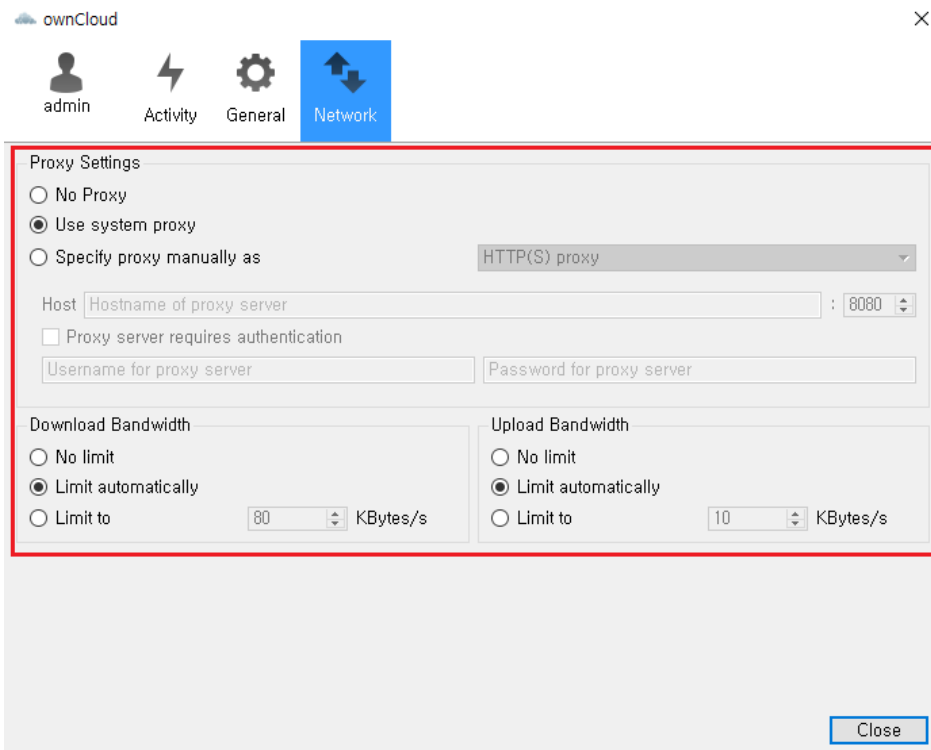 ownCloud
admin
Activity
General
Network
Proxy Settings
No Proxy
Use system proxy
Specify proxy manually as
HTTP(S) proxy
Host
Hostname of proxy server
: 8080
Proxy server requires authentication
Username for proxy server
Password for proxy server
Download Bandwidth
No limit
Limit automatically
Limit to 80 KBytes/s
Upload Bandwidth
No limit
Limit automatically
Limit to 10 KBytes/s
Close